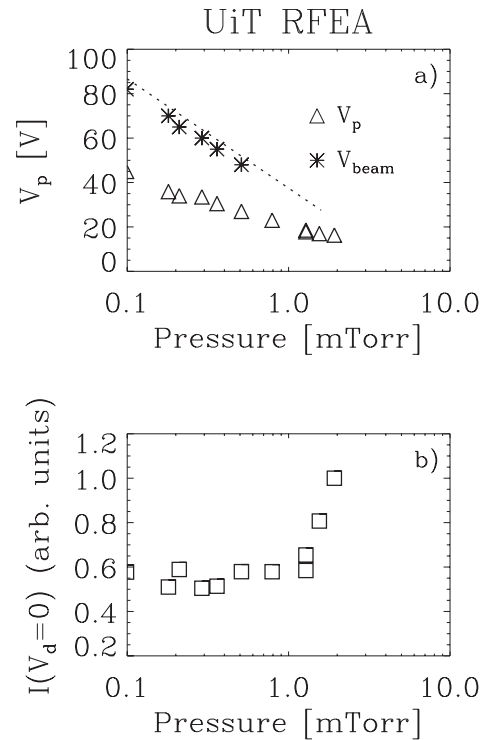 UiT RFEA
a)
100
80
60
40
20
0
V_p [V]
V_p
V_beam
0.1 1.0 10.0
Pressure [mTorr]
b)
1.2
1.0
0.8
0.6
0.4
0.2
I(V_d=0) (arb. units)
0.1 1.0 10.0
Pressure [mTorr]